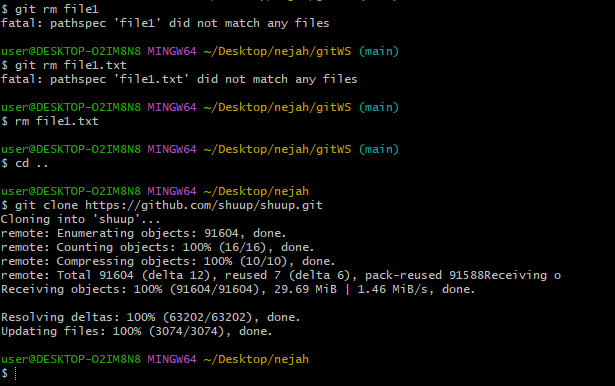 $ git rm file1
fatal: pathspec 'file1' did not match any files
user@DESKTOP-O2IM8N8 MINGW64 ~/Desktop/nejah/gitWS (main)
$ git rm file1.txt
fatal: pathspec 'file1.txt' did not match any files
user@DESKTOP-O2IM8N8 MINGW64 ~/Desktop/nejah/gitWS (main)
$ rm file1.txt
user@DESKTOP-O2IM8N8 MINGW64 ~/Desktop/nejah/gitWS (main)
$ cd ..
user@DESKTOP-O2IM8N8 MINGW64 ~/Desktop/nejah
$ git clone https://github.com/shuup/shuup.git
Cloning into 'shuup'...
remote: Enumerating objects: 91604, done.
remote: Counting objects: 100% (16/16), done.
remote: Compressing objects: 100% (10/10), done.
remote: Total 91604 (delta 12), reused 7 (delta 6), pack-reused 91588Receiving o
Receiving objects: 100% (91604/91604), 29.69 MiB | 1.46 MiB/s, done.
Resolving deltas: 100% (63202/63202), done.
Updating files: 100% (3074/3074), done.
user@DESKTOP-O2IM8N8 MINGW64 ~/Desktop/nejah
$